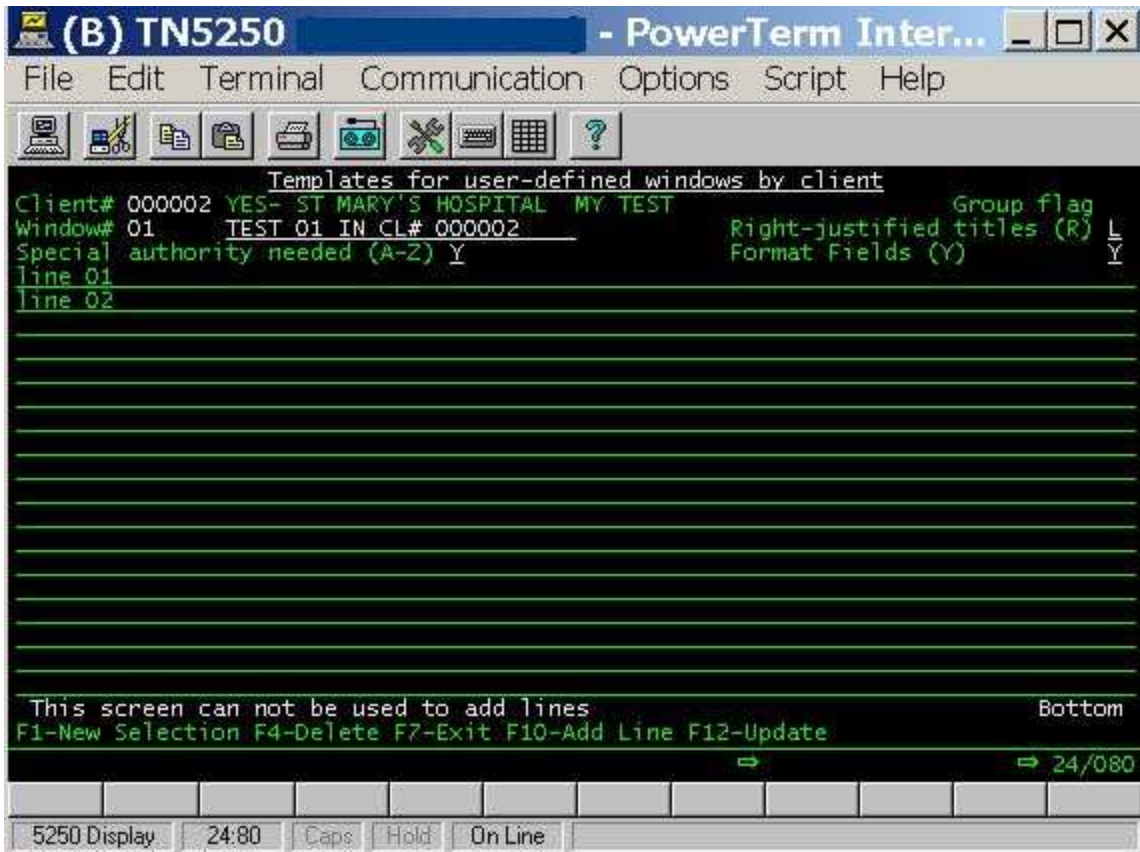 (B) TN5250 - PowerTerm Inter...
File Edit Terminal Communication Options Script Help
Templates for user-defined windows by client
Client# 000002 YES- ST MARY'S HOSPITAL MY TEST Group flag
Window# 01 TEST 01 IN CL# 000002 Right-justified titles (R) L
Special authority needed (A-Z) Y Format Fields (Y) Y
line 01
line 02
This screen can not be used to add lines Bottom
F1-New Selection F4-Delete F7-Exit F10-Add Line F12-Update
24/080
5250 Display 24:80 Caps Hold On Line